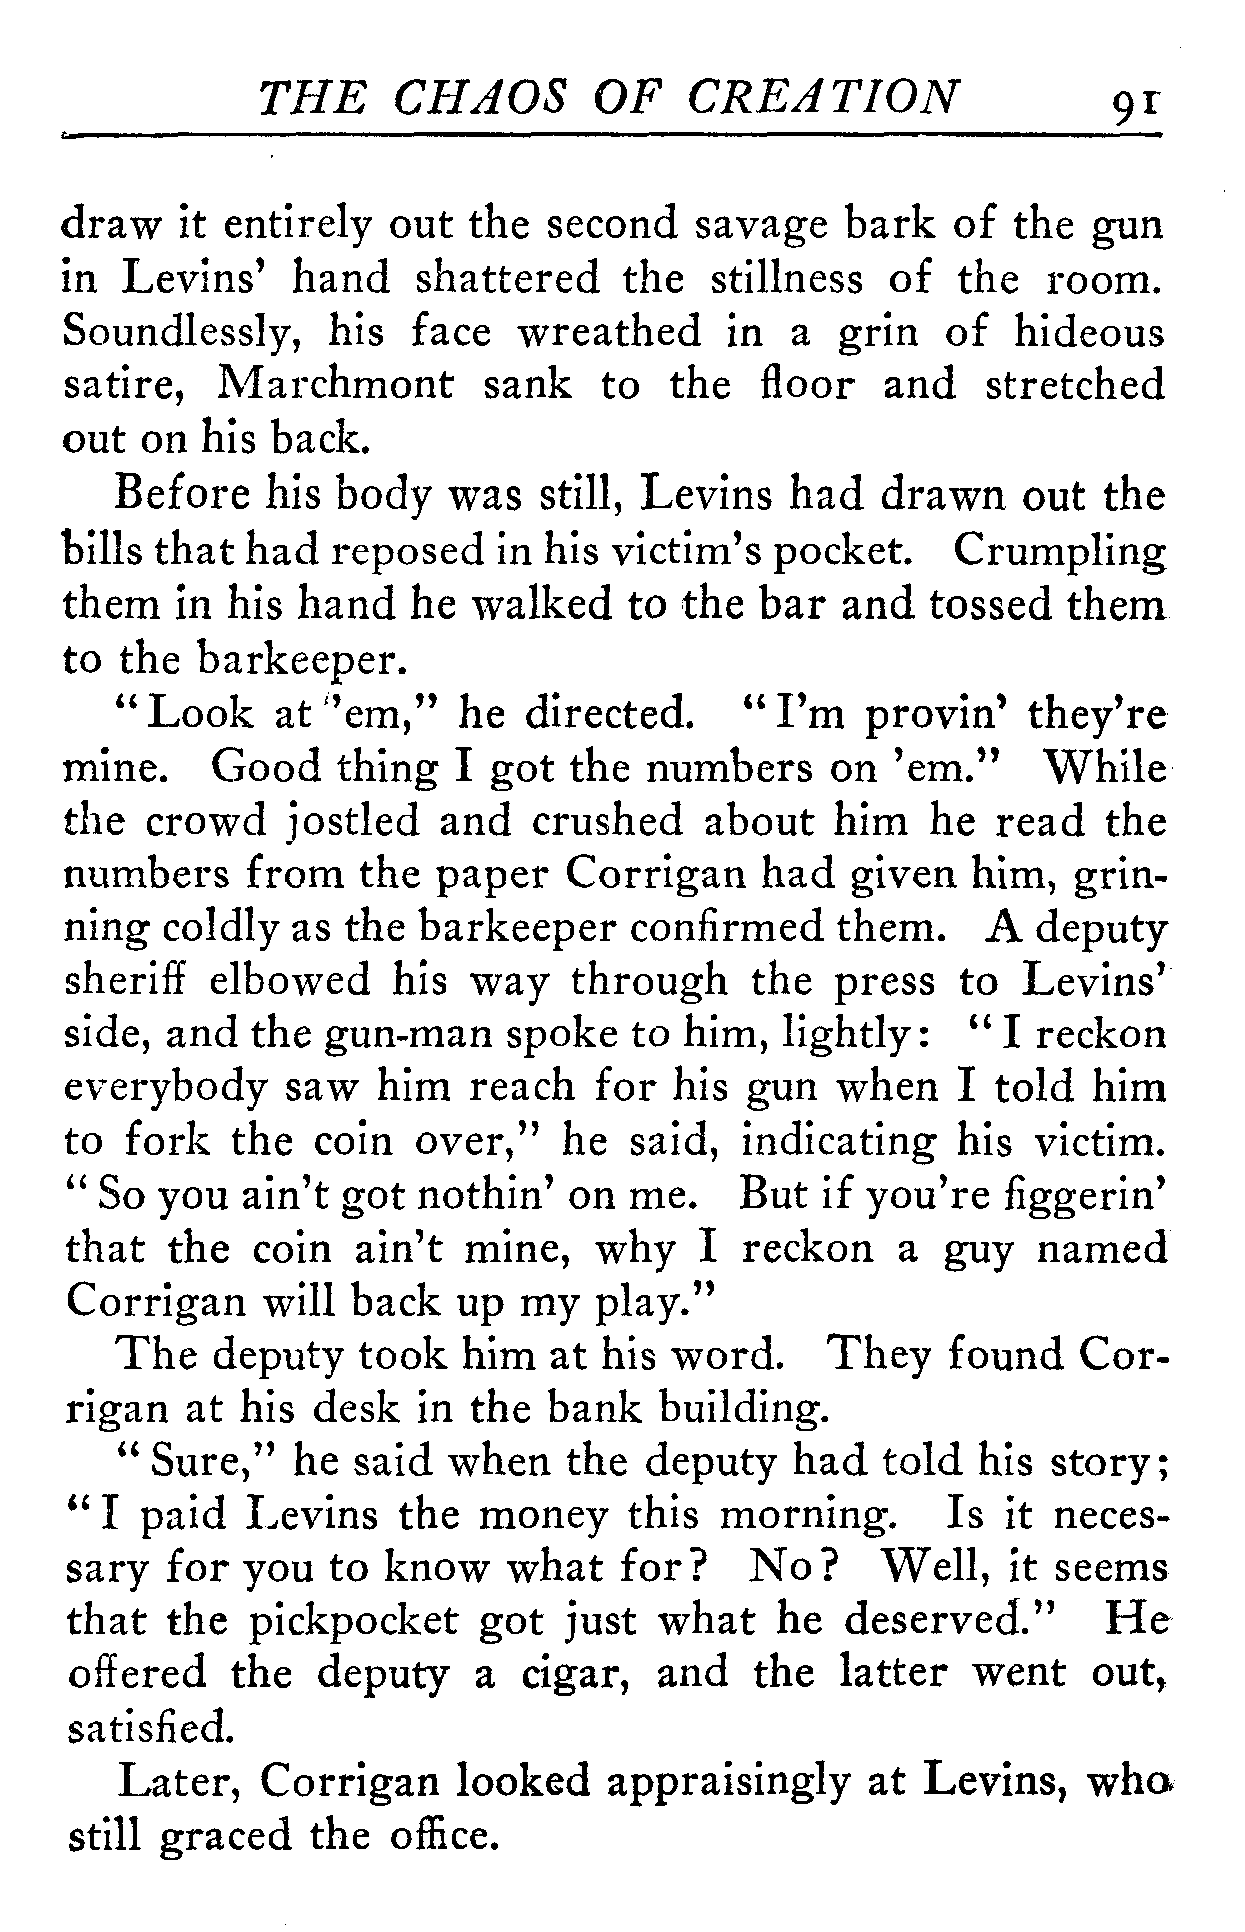 THE CHAOS OF CREATION 91
draw it entirely out the second savage bark of the gun
in Levins’ hand shattered the stillness of the room.
Soundlessly, his face wreathed in a grin of hideous
satire, Marchmont sank to the floor and stretched
out on his back.
Before his body was still, Levins had drawn out the
bills that had reposed in his victim’s pocket. Crumpling
them in his hand he walked to the bar and tossed them
to the barkeeper.
“Look at ’em,” he directed. “I’m provin’ they’re
mine. Good thing I got the numbers on ’em.” While
the crowd jostled and crushed about him he read the
numbers from the paper Corrigan had given him, grin-
ning coldly as the barkeeper confirmed them. A deputy
sheriff elbowed his way through the press to Levins’
side, and the gun-man spoke to him, lightly: “I reckon
everybody saw him reach for his gun when I told him
to fork the coin over,” he said, indicating his victim.
“So you ain’t got nothin’ on me. But if you’re figgerin’
that the coin ain’t mine, why I reckon a guy named
Corrigan will back up my play.”
The deputy took him at his word. They found Cor-
rigan at his desk in the bank building.
“Sure,” he said when the deputy had told his story;
“I paid Levins the money this morning. Is it neces-
sary for you to know what for? No? Well, it seems
that the pickpocket got just what he deserved.” He
offered the deputy a cigar, and the latter went out,
satisfied.
Later, Corrigan looked appraisingly at Levins, who
still graced the office.